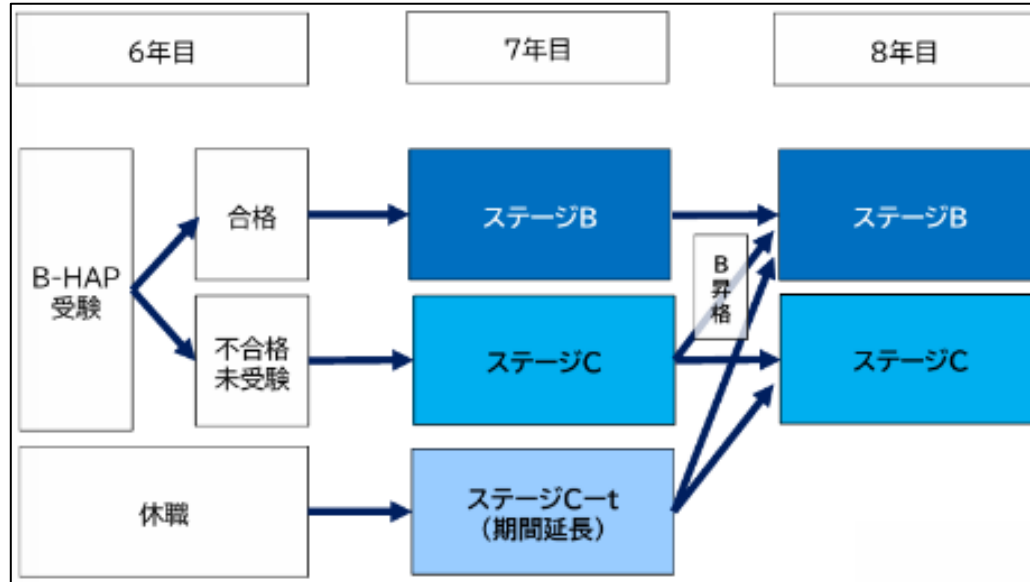 6年目
7年目
8年目
B-HAP
受験
合格
不合格
未受験
ステージB
ステージB
B
昇
格
ステージC
ステージC
休職
ステージCーt
(期間延長)